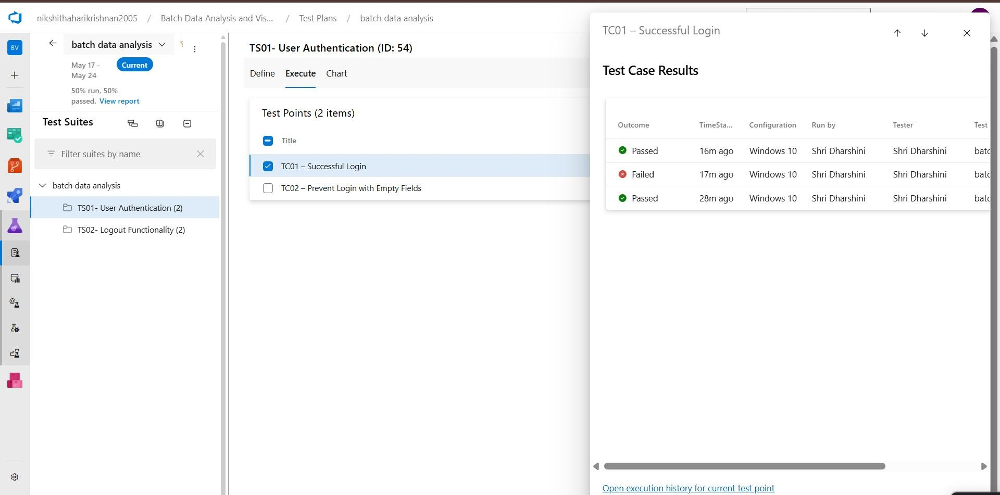 nikshithaharikrishnan2005 / Batch Data Analysis and Vis... / Test Plans / batch data analysis
BV
batch data analysis
May 17 -
May 24
Current
50% run, 50%
passed. View report
Test Suites
Filter suites by name
batch data analysis
TS01- User Authentication (2)
TS02- Logout Functionality (2)
TS01- User Authentication (ID: 54)
Define Execute Chart
Test Points (2 items)
Title
TC01 – Successful Login
TC02 – Prevent Login with Empty Fields
TC01 – Successful Login
Test Case Results
Outcome TimeSta... Configuration Run by Tester Test
Passed 16m ago Windows 10 Shri Dharshini Shri Dharshini batc
Failed 17m ago Windows 10 Shri Dharshini Shri Dharshini batc
Passed 28m ago Windows 10 Shri Dharshini Shri Dharshini batc
Open execution history for current test point